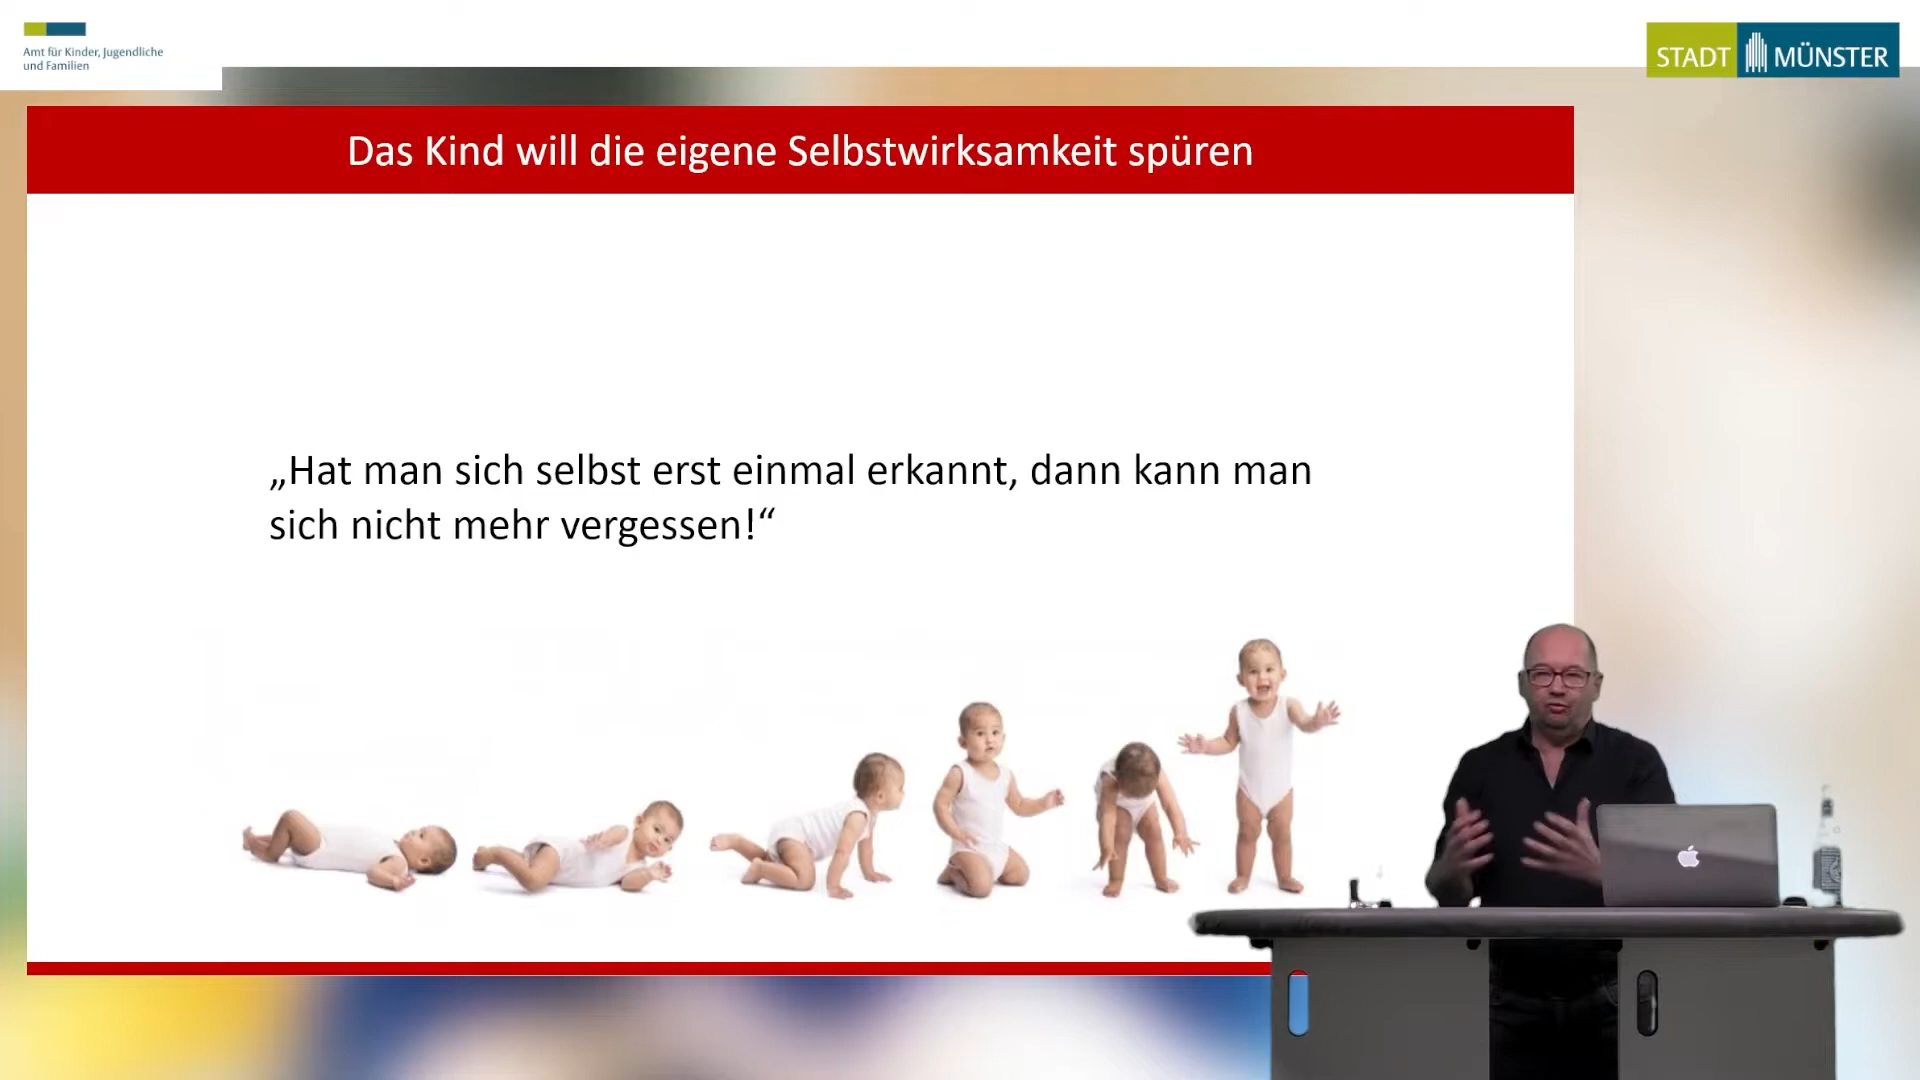 Amt für Kinder, Jugendliche
und Familien
STADT MÜNSTER
Das Kind will die eigene Selbstwirksamkeit spüren
„Hat man sich selbst erst einmal erkannt, dann kann man
sich nicht mehr vergessen!“